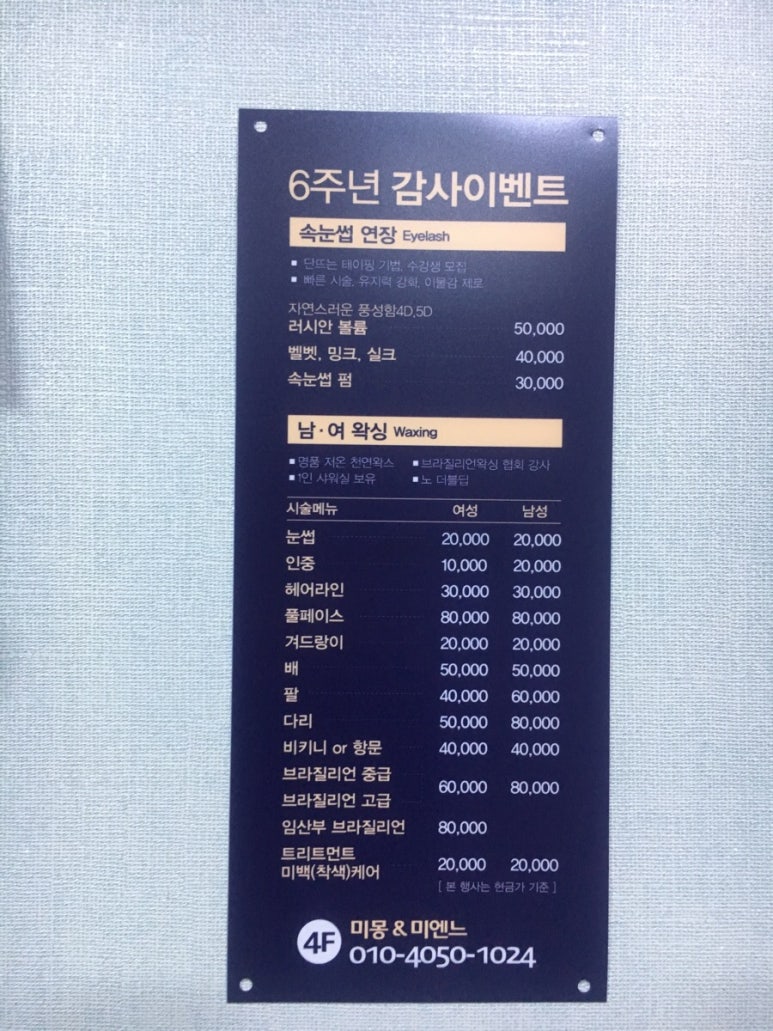 6주년 감사이벤트
속눈썹 연장 Eyelash
▪ 단뜨는 테이핑 기법, 수강생 모집
▪ 빠른 시술, 유지력 강화, 이물감 제로
자연스러운 풍성함4D,5D
러시안 볼륨 50,000
벨벳, 밍크, 실크 40,000
속눈썹 펌 30,000
남·여 왁싱 Waxing
▪명품 저온 천연왁스 ▪브라질리언왁싱 협회 강사
▪1인 샤워실 보유 ▪노 더블딥
시술메뉴 여성 남성
눈썹 20,000 20,000
인중 10,000 20,000
헤어라인 30,000 30,000
풀페이스 80,000 80,000
겨드랑이 20,000 20,000
배 50,000 50,000
팔 40,000 60,000
다리 50,000 80,000
비키니 or 항문 40,000 40,000
브라질리언 중급
60,000 80,000
브라질리언 고급
임산부 브라질리언 80,000
트리트먼트
미백(착색)케어 20,000 20,000
[ 본 행사는 현금가 기준 ]
4F 미몽 & 미엔느
010-4050-1024